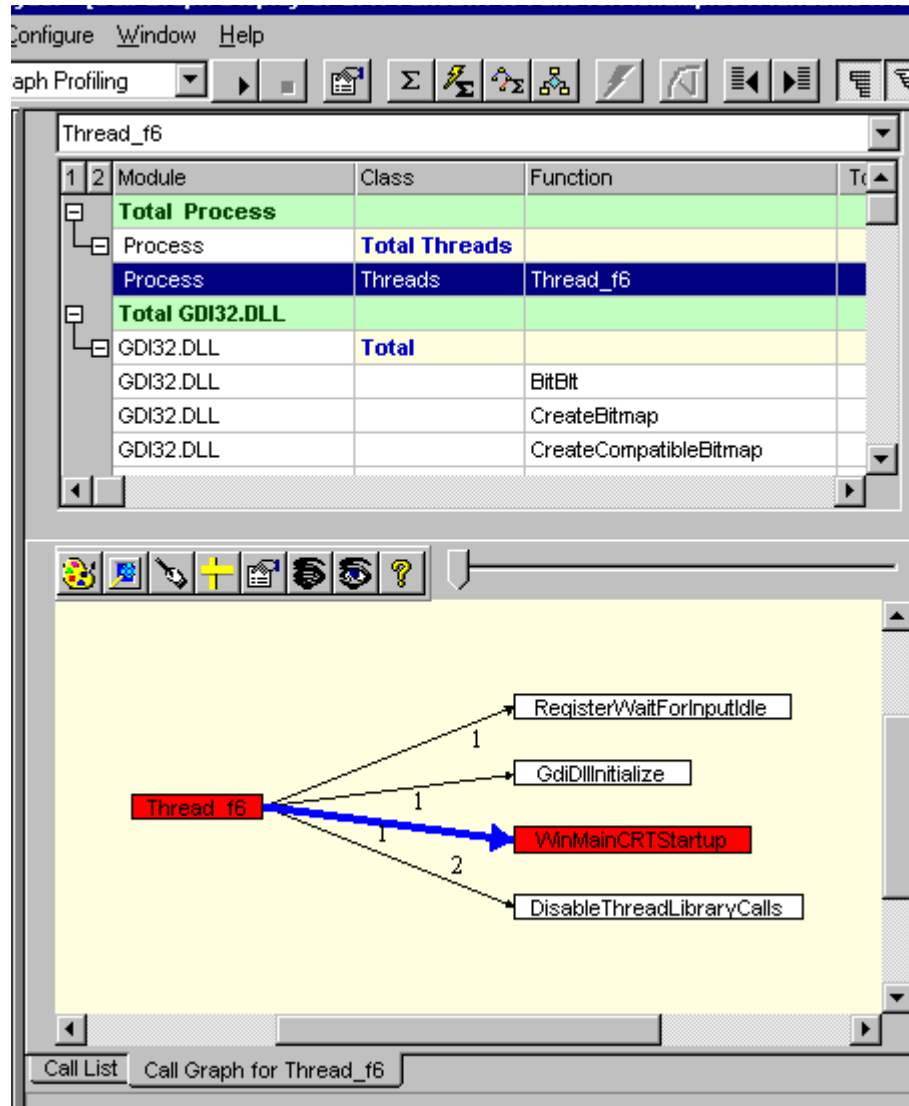 Configure Window Help
aph Profiling Σ Σ Σ
Thread_f6
1 2 Module Class Function
Total Process
Process Total Threads
Process Threads Thread_f6
Total GDI32.DLL
GDI32.DLL Total
GDI32.DLL BitBlt
GDI32.DLL CreateBitmap
GDI32.DLL CreateCompatibleBitmap
?
RegisterWaitForInputIdle
1
GdiDllInitialize
1
Thread_f6
1
WinMainCRTStartup
2
DisableThreadLibraryCalls
Call List Call Graph for Thread_f6